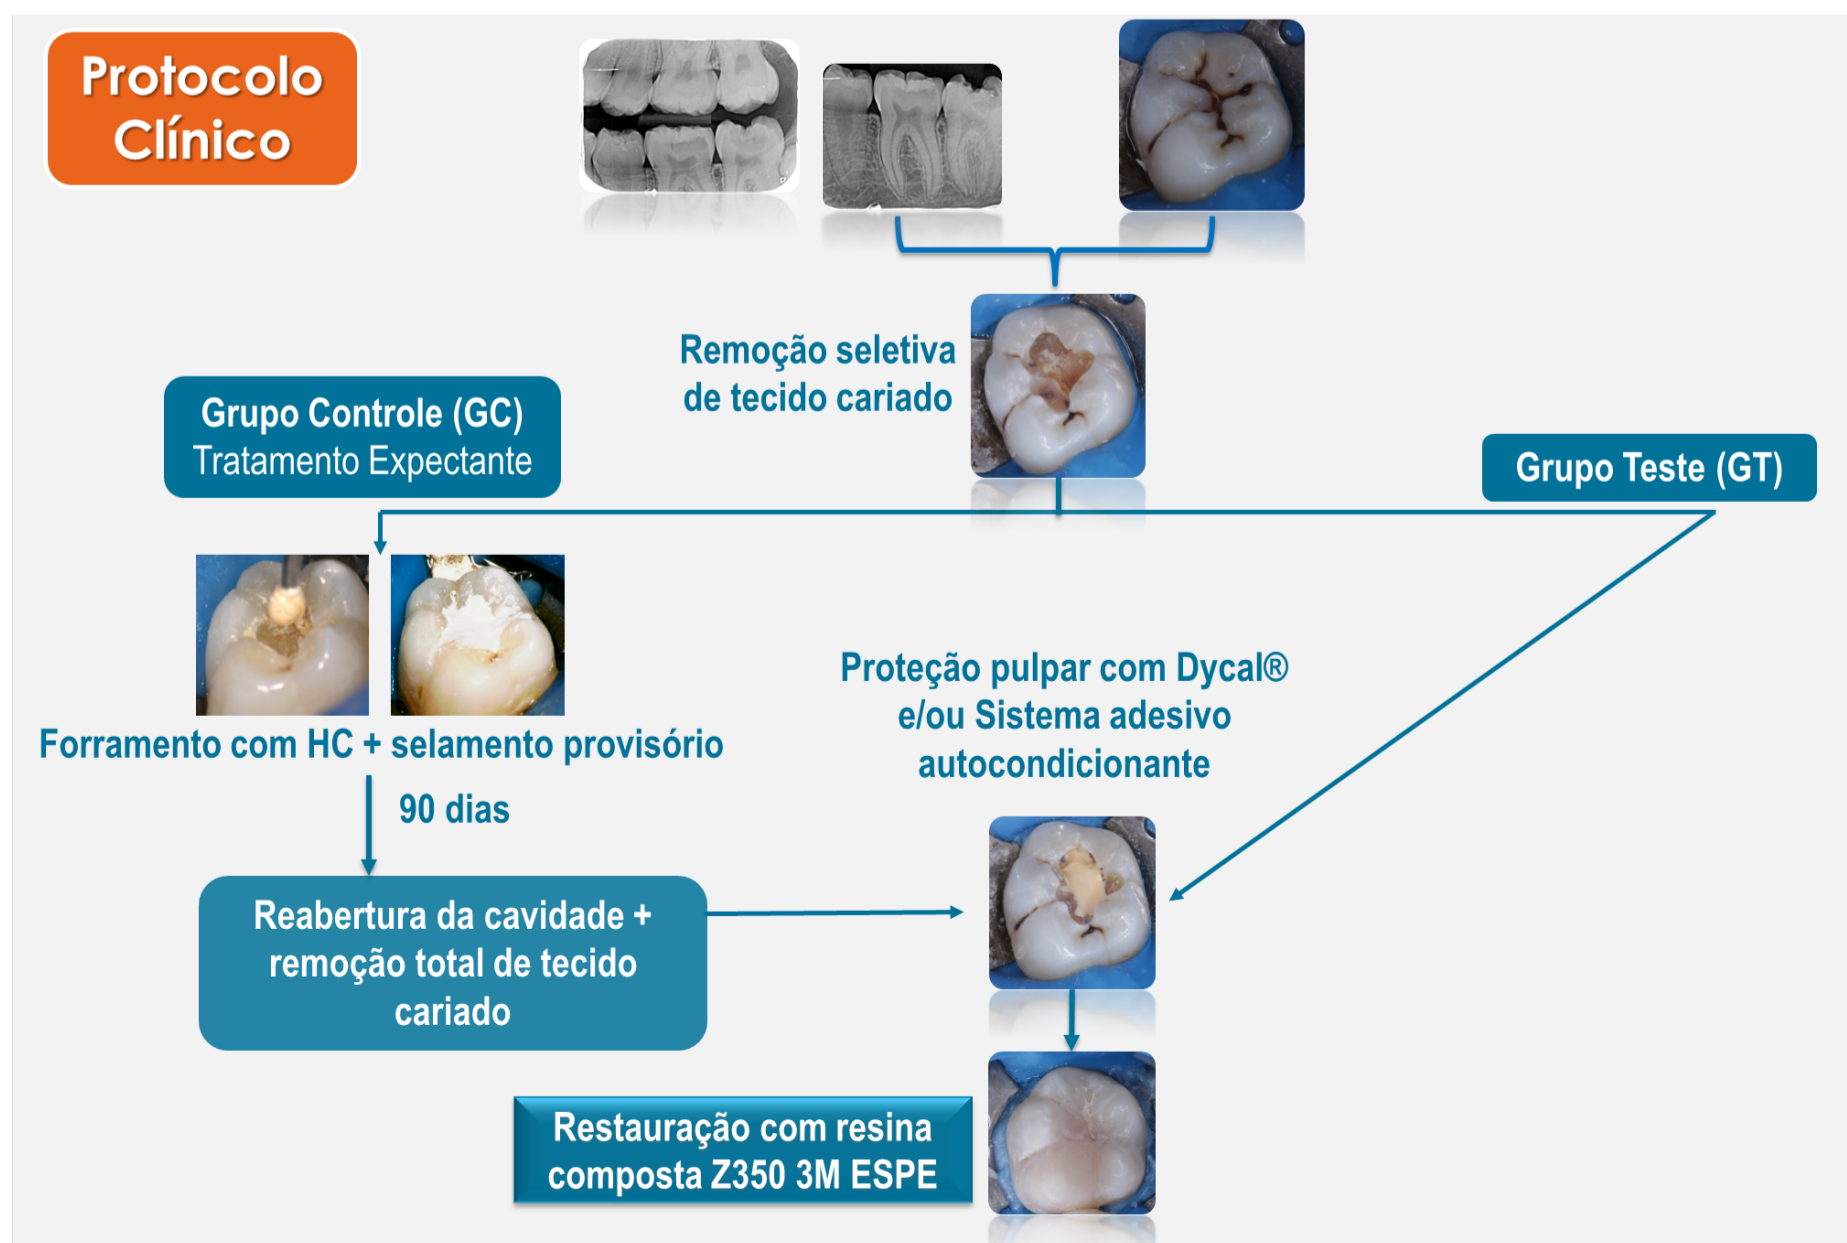 Protocolo
Clínico
Remoção seletiva
de tecido cariado
Grupo Controle (GC)
Tratamento Expectante
Grupo Teste (GT)
Forramento com HC + selamento provisório
90 dias
Proteção pulpar com Dycal®
e/ou Sistema adesivo
autocondicionante
Reabertura da cavidade +
remoção total de tecido
cariado
Restauração com resina
composta Z350 3M ESPE